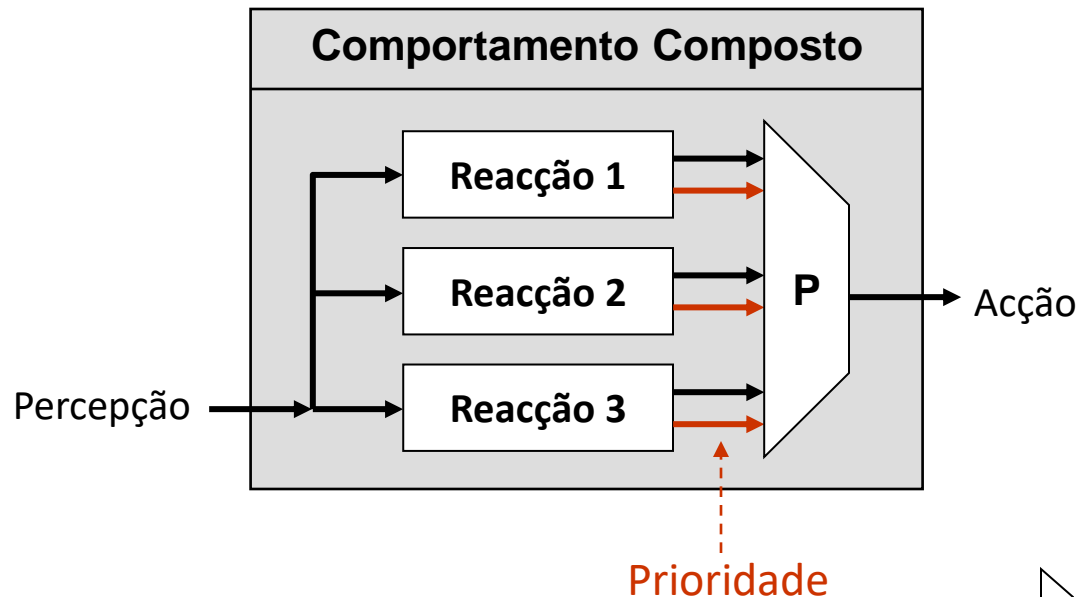 Comportamento Composto
Reacção 1
Reacção 2
P
Acção
Reacção 3
Percepção
Prioridade